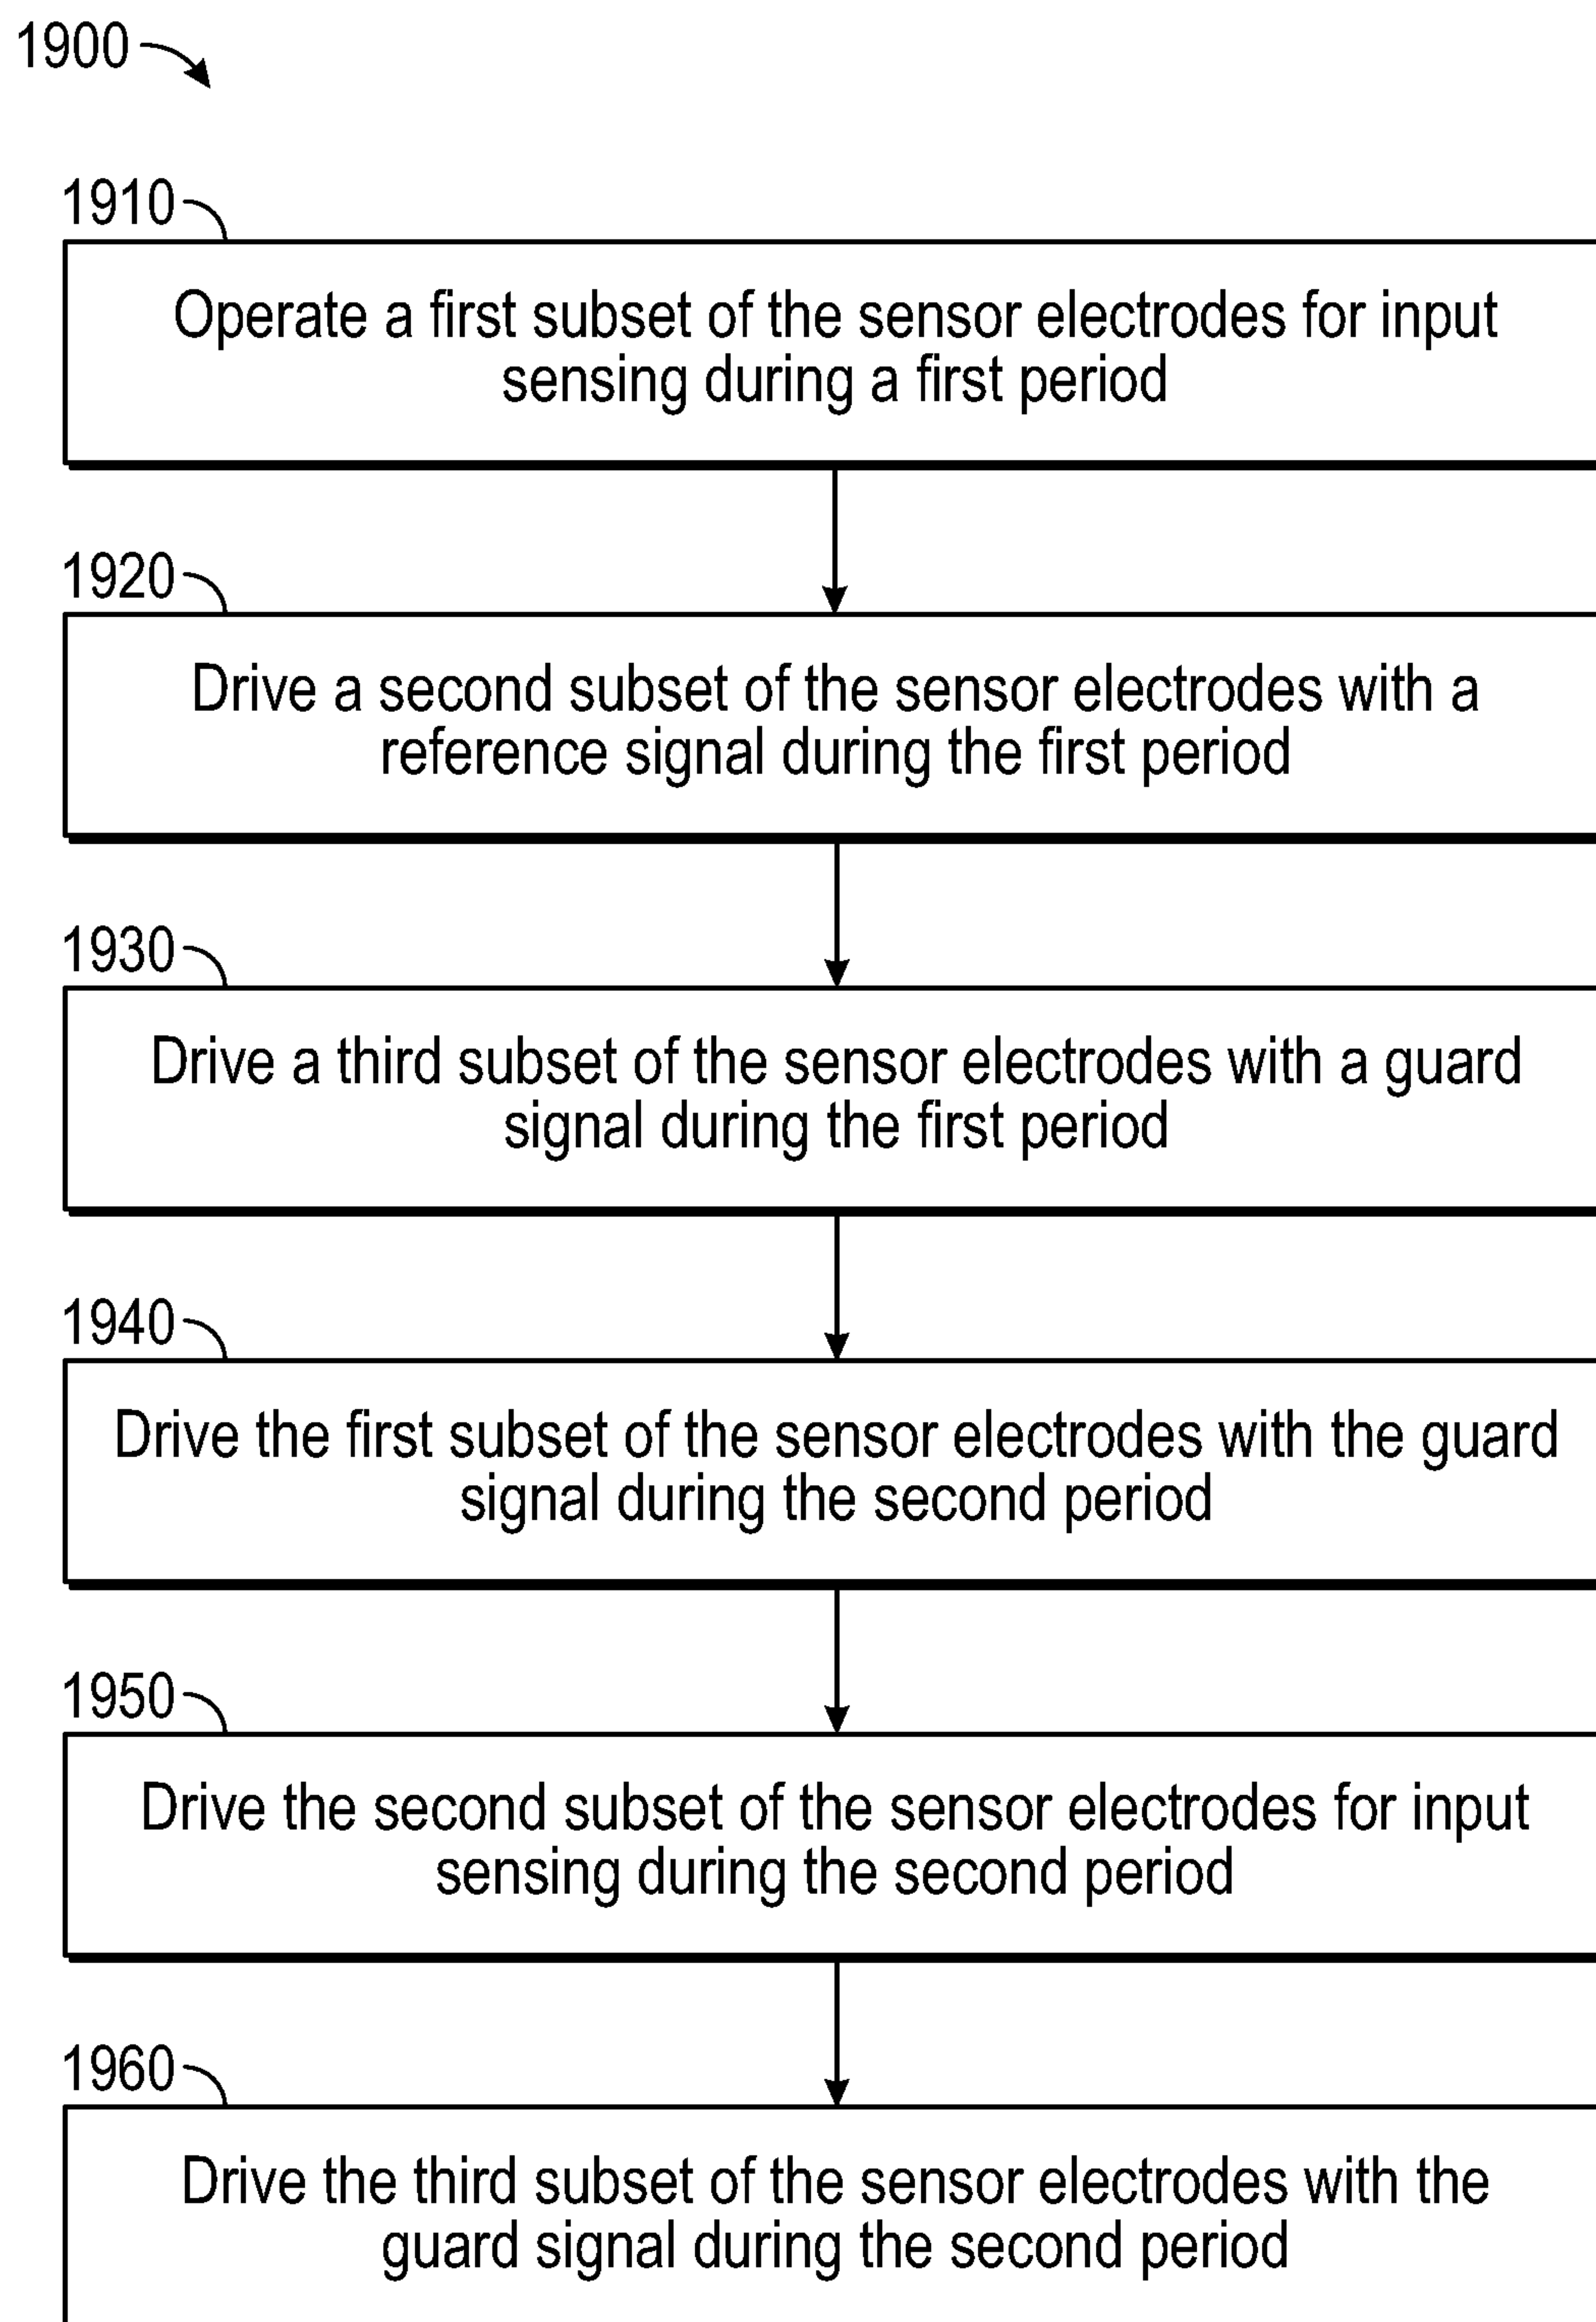 1900
1910
Operate a first subset of the sensor electrodes for input
sensing during a first period
1920
Drive a second subset of the sensor electrodes with a
reference signal during the first period
1930
Drive a third subset of the sensor electrodes with a guard
signal during the first period
1940
Drive the first subset of the sensor electrodes with the guard
signal during the second period
1950
Drive the second subset of the sensor electrodes for input
sensing during the second period
1960
Drive the third subset of the sensor electrodes with the
guard signal during the second period